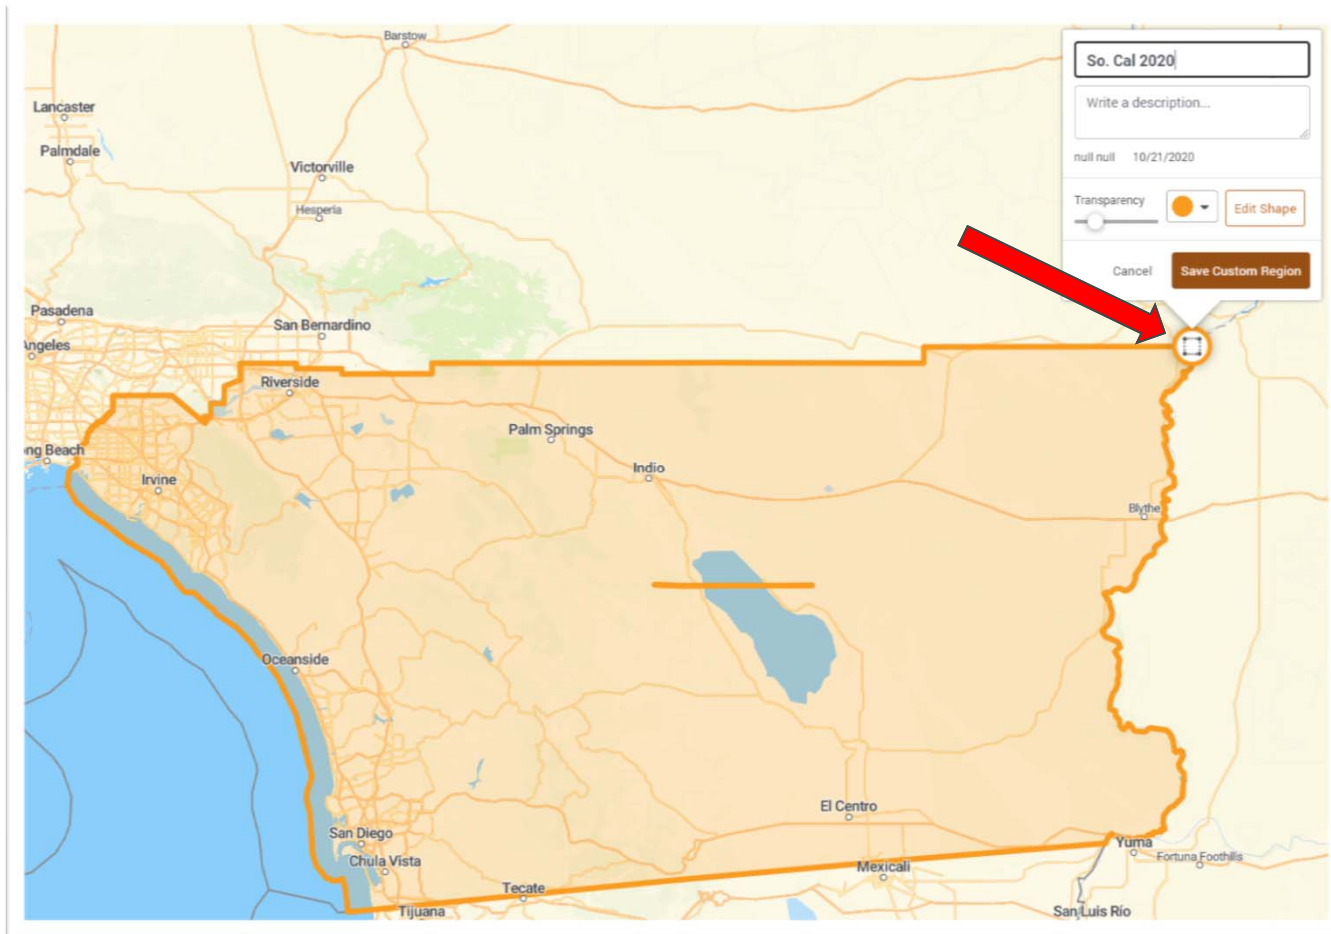 Barstow
So. Cal 2020
Write a description...
null null 10/21/2020
Transparency
Edit Shape
Cancel
Save Custom Region
Lancaster
Palmdale
Victorville
Hesperia
Pasadena
San Bernardino
Angeles
Riverside
Palm Springs
ng Beach
Indio
Irvine
Blythe
Oceanside
El Centro
San Diego
Yuma
Chula Vista
Fortuna Foothills
Mexicali
Tecate
Tijuana
San Luis Río